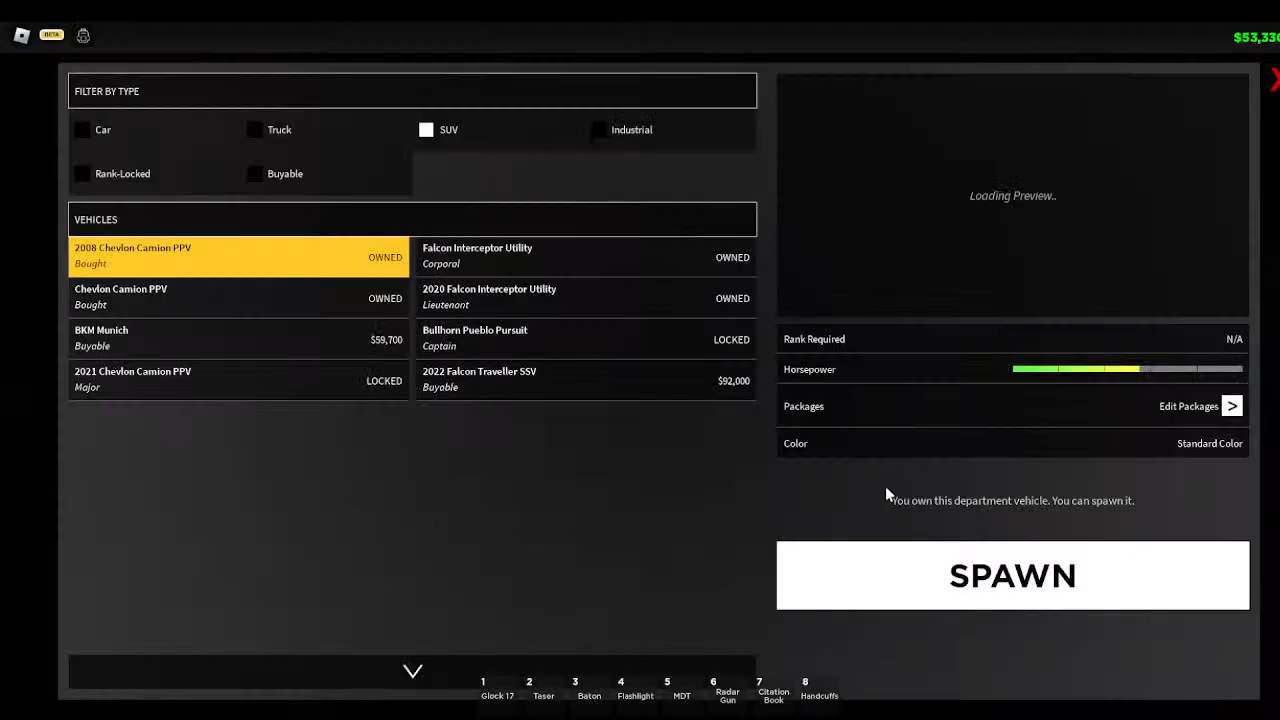 BETA
$53,330
X
FILTER BY TYPE
Car
Truck
SUV
Industrial
Rank-Locked
Buyable
VEHICLES
2008 Chevlon Camion PPV
Bought
OWNED
Falcon Interceptor Utility
Corporal
OWNED
Chevlon Camion PPV
Bought
OWNED
2020 Falcon Interceptor Utility
Lieutenant
OWNED
BKM Munich
Buyable
$59,700
Bullhorn Pueblo Pursuit
Captain
LOCKED
2021 Chevlon Camion PPV
Major
LOCKED
2022 Falcon Traveller SSV
Buyable
$92,000
Loading Preview..
Rank Required
N/A
Horsepower
Packages
Edit Packages >
Color
Standard Color
You own this department vehicle. You can spawn it.
SPAWN
1
Glock 17
2
Taser
3
Baton
4
Flashlight
5
MDT
6
Radar
Gun
7
Citation
Book
8
Handcuffs